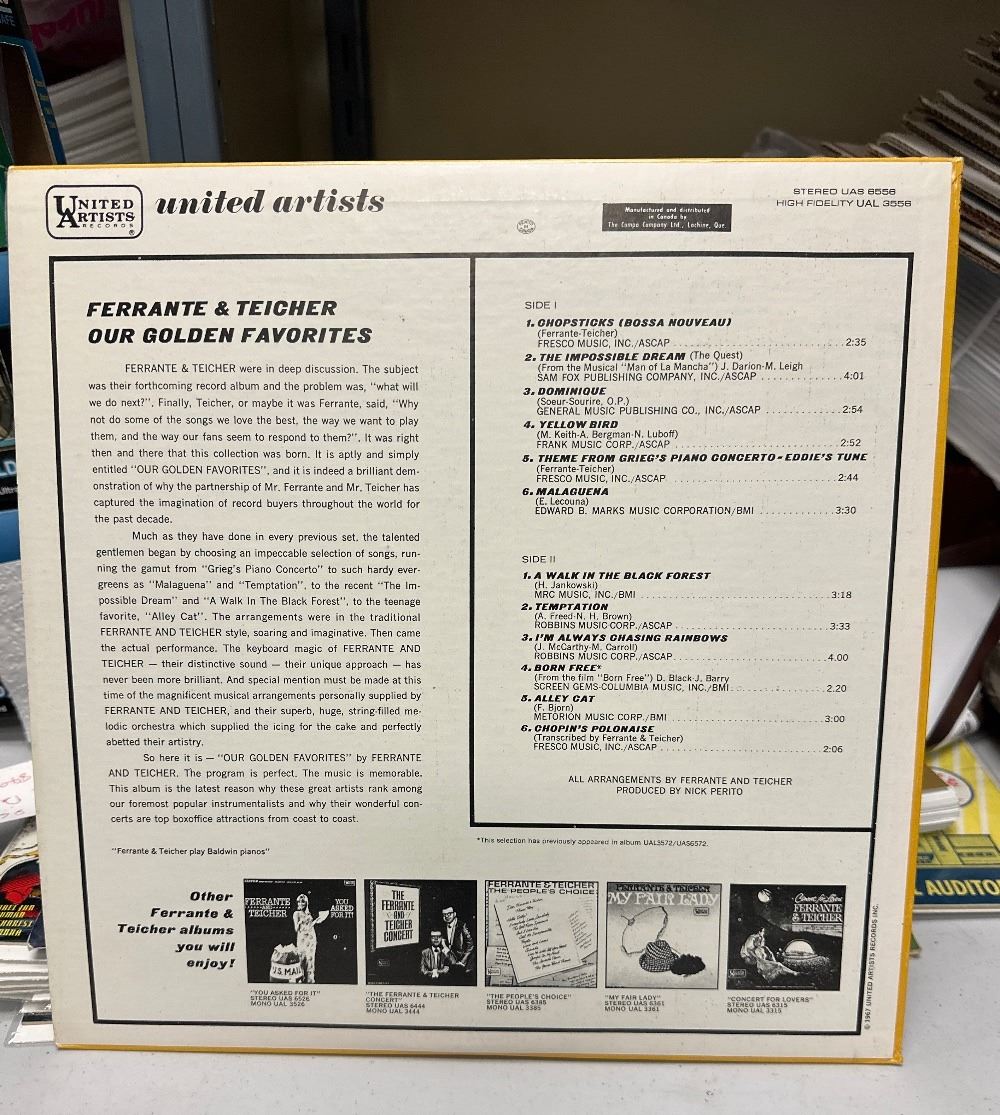 UNITED
ARTISTS
RECORDS
®
united artists
Manufactured and distributed
in Canada by
The Compo Company Ltd., Lachine, Que.
STEREO UAS 6556
HIGH FIDELITY UAL 3556
FERRANTE & TEICHER
OUR GOLDEN FAVORITES
FERRANTE & TEICHER were in deep discussion. The subject
was their forthcoming record album and the problem was, "what will
we do next?". Finally, Teicher, or maybe it was Ferrante, said, "Why
not do some of the songs we love the best, the way we want to play
them, and the way our fans seem to respond to them?". It was right
then and there that this collection was born. It is aptly and simply
entitled "OUR GOLDEN FAVORITES", and it is indeed a brilliant dem-
onstration of why the partnership of Mr. Ferrante and Mr. Teicher has
captured the imagination of record buyers throughout the world for
the past decade.
Much as they have done in every previous set, the talented
gentlemen began by choosing an impeccable selection of songs, run-
ning the gamut from "Grieg's Piano Concerto" to such hardy ever-
greens as "Malaguena" and "Temptation", to the recent "The Im-
possible Dream" and "A Walk In The Black Forest", to the teenage
favorite, "Alley Cat". The arrangements were in the traditional
FERRANTE AND TEICHER style, soaring and imaginative. Then came
the actual performance. The keyboard magic of FERRANTE AND
TEICHER — their distinctive sound — their unique approach — has
never been more brilliant. And special mention must be made at this
time of the magnificent musical arrangements personally supplied by
FERRANTE AND TEICHER, and their superb, huge, string-filled me-
lodic orchestra which supplied the icing for the cake and perfectly
abetted their artistry.
So here it is — "OUR GOLDEN FAVORITES" by FERRANTE
AND TEICHER. The program is perfect. The music is memorable.
This album is the latest reason why these great artists rank among
our foremost popular instrumentalists and why their wonderful con-
certs are top boxoffice attractions from coast to coast.
"Ferrante & Teicher play Baldwin pianos"
SIDE I
1. CHOPSTICKS (BOSSA NOUVEAU)
(Ferrante-Teicher)
FRESCO MUSIC, INC./ASCAP 2:35
2. THE IMPOSSIBLE DREAM (The Quest)
(From the Musical "Man of La Mancha") J. Darion-M. Leigh
SAM FOX PUBLISHING COMPANY, INC./ASCAP 4:01
3. DOMINIQUE
(Soeur-Sourire, O.P.)
GENERAL MUSIC PUBLISHING CO., INC./ASCAP 2:54
4. YELLOW BIRD
(M. Keith-A. Bergman-N. Luboff)
FRANK MUSIC CORP./ASCAP 2:52
5. THEME FROM GRIEG'S PIANO CONCERTO - EDDIE'S TUNE
(Ferrante-Teicher)
FRESCO MUSIC, INC./ASCAP 2:44
6. MALAGUENA
(E. Lecouna)
EDWARD B. MARKS MUSIC CORPORATION/BMI 3:30
SIDE II
1. A WALK IN THE BLACK FOREST
(H. Jankowski)
MRC MUSIC, INC./BMI 3:18
2. TEMPTATION
(A. Freed-N. H. Brown)
ROBBINS MUSIC CORP./ASCAP 3:33
3. I'M ALWAYS CHASING RAINBOWS
(J. McCarthy-M. Carroll)
ROBBINS MUSIC CORP./ASCAP 4.00
4. BORN FREE*
(From the film "Born Free") D. Black-J. Barry
SCREEN GEMS-COLUMBIA MUSIC, INC./BMI 2.20
5. ALLEY CAT
(F. Bjorn)
METORION MUSIC CORP./BMI 3:00
6. CHOPIN'S POLONAISE
(Transcribed by Ferrante & Teicher)
FRESCO MUSIC, INC./ASCAP 2:06
ALL ARRANGEMENTS BY FERRANTE AND TEICHER
PRODUCED BY NICK PERITO
*This selection has previously appeared in album UAL3572/UAS6572.
Other
Ferrante &
Teicher albums
you will
enjoy!
FERRANTE
AND
TEICHER
YOU
ASKED
FOR IT!
U.S. MAIL
THE
FERRANTE
AND
TEICHER
CONCERT
FERRANTE & TEICHER
THE PEOPLE'S CHOICE
FERRANTE & TEICHER
MY FAIR LADY
Concert for Lovers
FERRANTE
& TEICHER
"YOU ASKED FOR IT"
STEREO UAS 6526
MONO UAL 3526
"THE FERRANTE & TEICHER
CONCERT"
STEREO UAS 6444
MONO UAL 3444
"THE PEOPLE'S CHOICE"
STEREO UAS 6385
MONO UAL 3385
"MY FAIR LADY"
STEREO UAS 6361
MONO UAL 3361
"CONCERT FOR LOVERS"
STEREO UAS 6315
MONO UAL 3315
© 1967 UNITED ARTISTS RECORDS INC.
AUDITOR